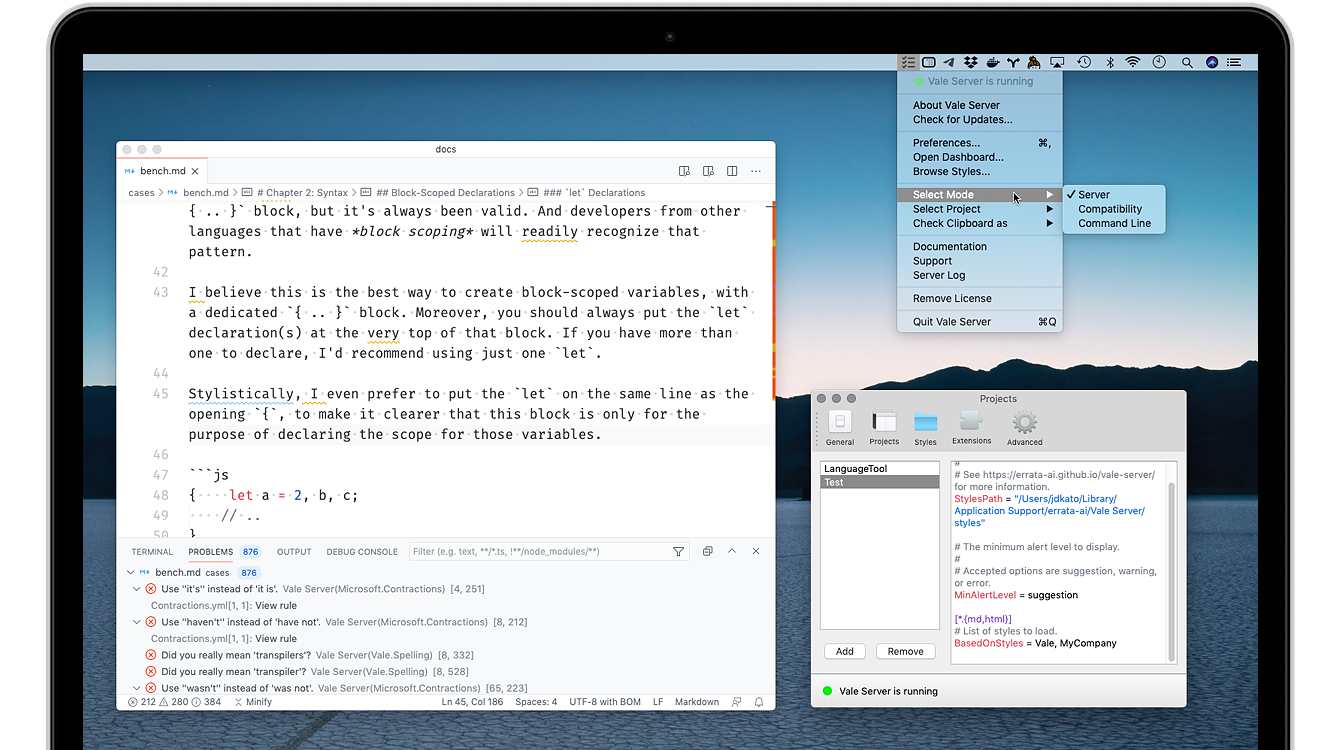 Vale Server is running
About Vale Server
Check for Updates...
Preferences... ⌘,
Open Dashboard...
Browse Styles...
Select Mode
Select Project
Check Clipboard as
Documentation
Support
Server Log
Remove License
Quit Vale Server ⌘Q
✓ Server
Compatibility
Command Line
docs
M↓ bench.md ×
cases > M↓ bench.md > # Chapter 2: Syntax > ## Block-Scoped Declarations > ### `let` Declarations
{ .. }` block, but it's always been valid. And developers from other
languages that have *block scoping* will readily recognize that
pattern.
42
43 I believe this is the best way to create block-scoped variables, with
a dedicated `{ .. }` block. Moreover, you should always put the `let`
declaration(s) at the very top of that block. If you have more than
one to declare, I'd recommend using just one `let`.
44
45 Stylistically, I even prefer to put the `let` on the same line as the
opening `{`, to make it clearer that this block is only for the
purpose of declaring the scope for those variables.
46
47 ```js
48 {    let a = 2, b, c;
49     // ..
50 }
TERMINAL PROBLEMS 876 OUTPUT DEBUG CONSOLE Filter (e.g. text, **/*.ts, !**/node_modules/**)
M↓ bench.md cases 876
Use "it's" instead of 'it is'. Vale Server(Microsoft.Contractions) [4, 251]
Contractions.yml[1, 1]: View rule
Use "haven't" instead of 'have not'. Vale Server(Microsoft.Contractions) [8, 212]
Contractions.yml[1, 1]: View rule
Did you really mean 'transpilers'? Vale Server(Vale.Spelling) [8, 332]
Did you really mean 'transpiler'? Vale Server(Vale.Spelling) [8, 528]
Use "wasn't" instead of 'was not'. Vale Server(Microsoft.Contractions) [65, 223]
212 280 384 Minify Ln 45, Col 186 Spaces: 4 UTF-8 with BOM LF Markdown
Projects
General Projects Styles Extensions Advanced
LanguageTool
Test
Add Remove
#
# See https://errata-ai.github.io/vale-server/
for more information.
StylesPath = "/Users/jdkato/Library/
Application Support/errata-ai/Vale Server/
styles"
# The minimum alert level to display.
#
# Accepted options are suggestion, warning,
or error.
MinAlertLevel = suggestion
[*.{md,html}]
# List of styles to load.
BasedOnStyles = Vale, MyCompany
Vale Server is running